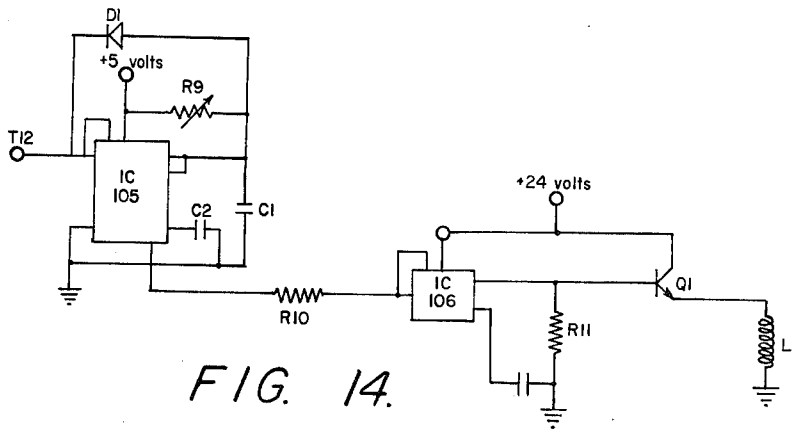 D1
+5 volts
R9
T12
IC
105
C2
C1
+24 volts
IC
106
Q1
R10
R11
L
FIG. 14.